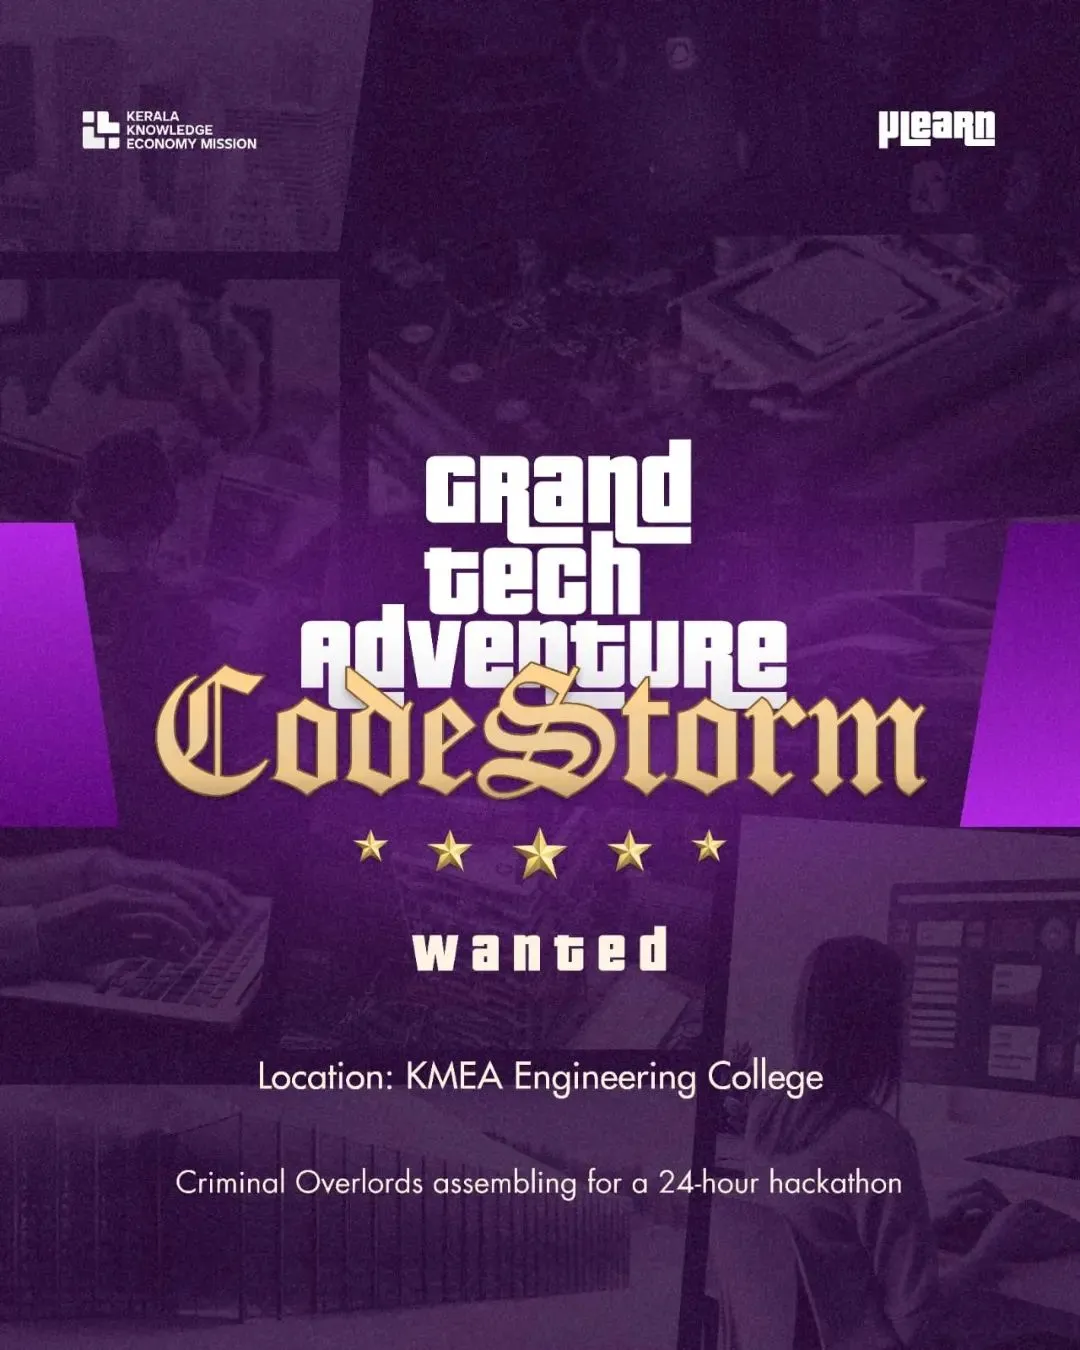 KERALA
KNOWLEDGE
ECONOMY MISSION
µLearn
Grand
tech
Adventure
CodeStorm
wanted
Location: KMEA Engineering College
Criminal Overlords assembling for a 24-hour hackathon